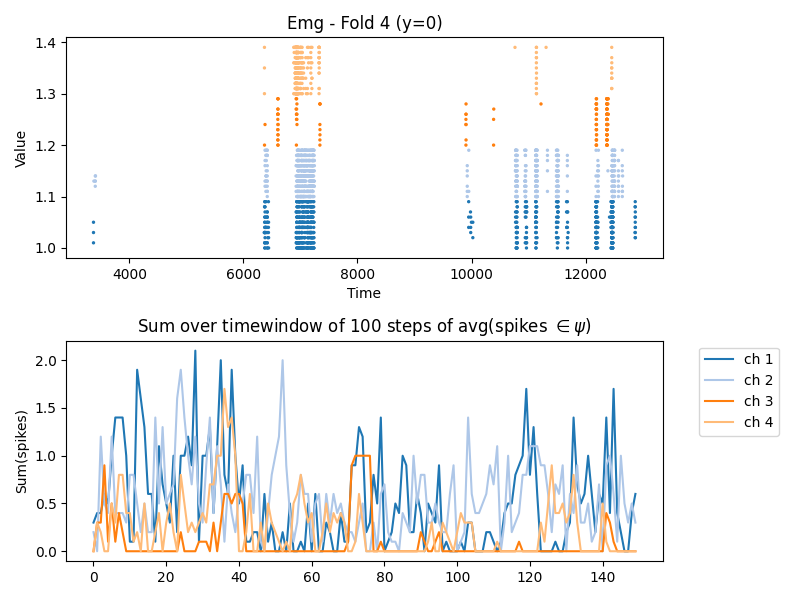 Emg - Fold 4 (y=0)
Value
1.4
1.3
1.2
1.1
1.0
4000 6000 8000 10000 12000
Time
Sum over timewindow of 100 steps of avg(spikes ∈ ψ)
Sum(spikes)
2.0
1.5
1.0
0.5
0.0
0 20 40 60 80 100 120 140
ch 1
ch 2
ch 3
ch 4